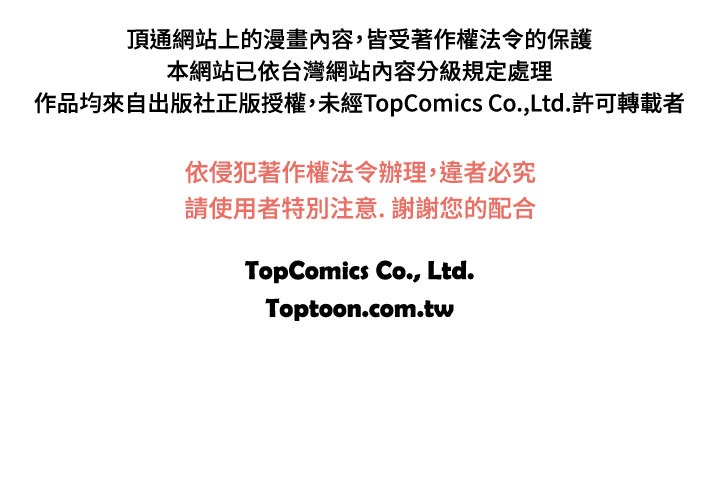 頂通網站上的漫畫內容，皆受著作權法令的保護
本網站已依台灣網站內容分級規定處理
作品均來自出版社正版授權，未經TopComics Co.,Ltd.許可轉載者
依侵犯著作權法令辦理，違者必究
請使用者特別注意. 謝謝您的配合
TopComics Co., Ltd.
Toptoon.com.tw